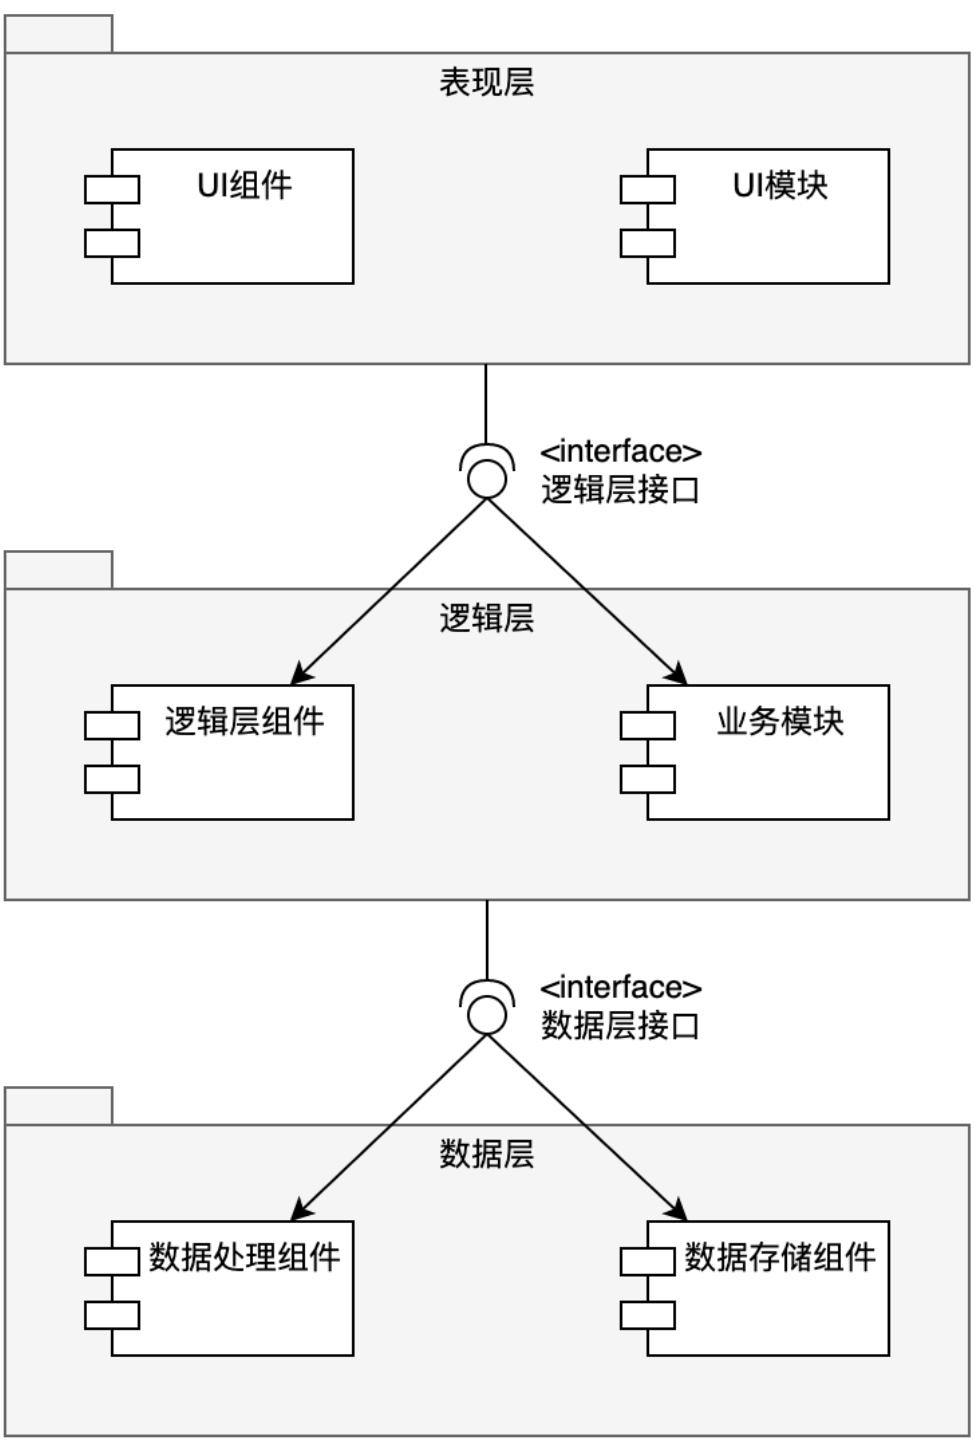 表现层
UI组件
UI模块
<interface>
逻辑层接口
逻辑层
逻辑层组件
业务模块
<interface>
数据层接口
数据层
数据处理组件
数据存储组件